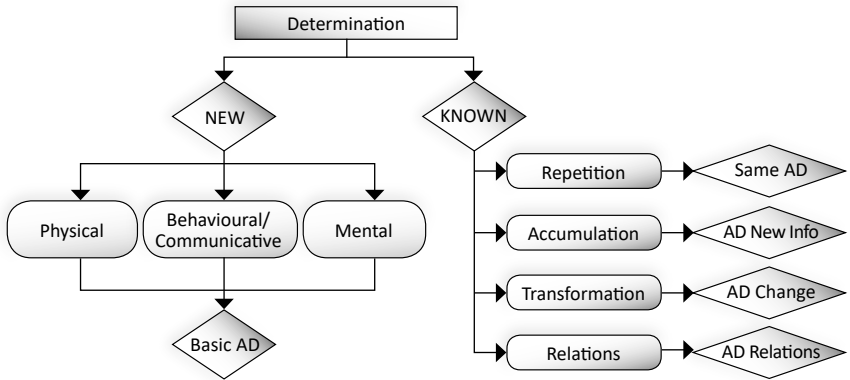 Determination
NEW
KNOWN
Physical
Behavioural/
Communicative
Mental
Basic AD
Repetition
Same AD
Accumulation
AD New Info
Transformation
AD Change
Relations
AD Relations